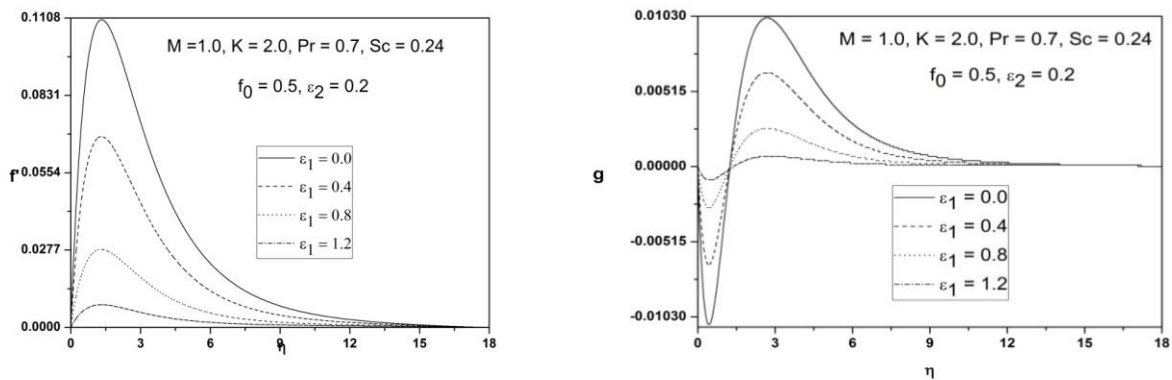 0.1108
M =1.0, K = 2.0, Pr = 0.7, Sc = 0.24
f0 = 0.5, ε2 = 0.2
0.0831
0.0554
f'
0.0277
0.0000
ε1 = 0.0
ε1 = 0.4
ε1 = 0.8
ε1 = 1.2
0 3 6 9 12 15 18
η
0.01030
M = 1.0, K = 2.0, Pr = 0.7, Sc = 0.24
f0 = 0.5, ε2 = 0.2
0.00515
0.00000
g
-0.00515
-0.01030
ε1 = 0.0
ε1 = 0.4
ε1 = 0.8
ε1 = 1.2
0 3 6 9 12 15 18
η